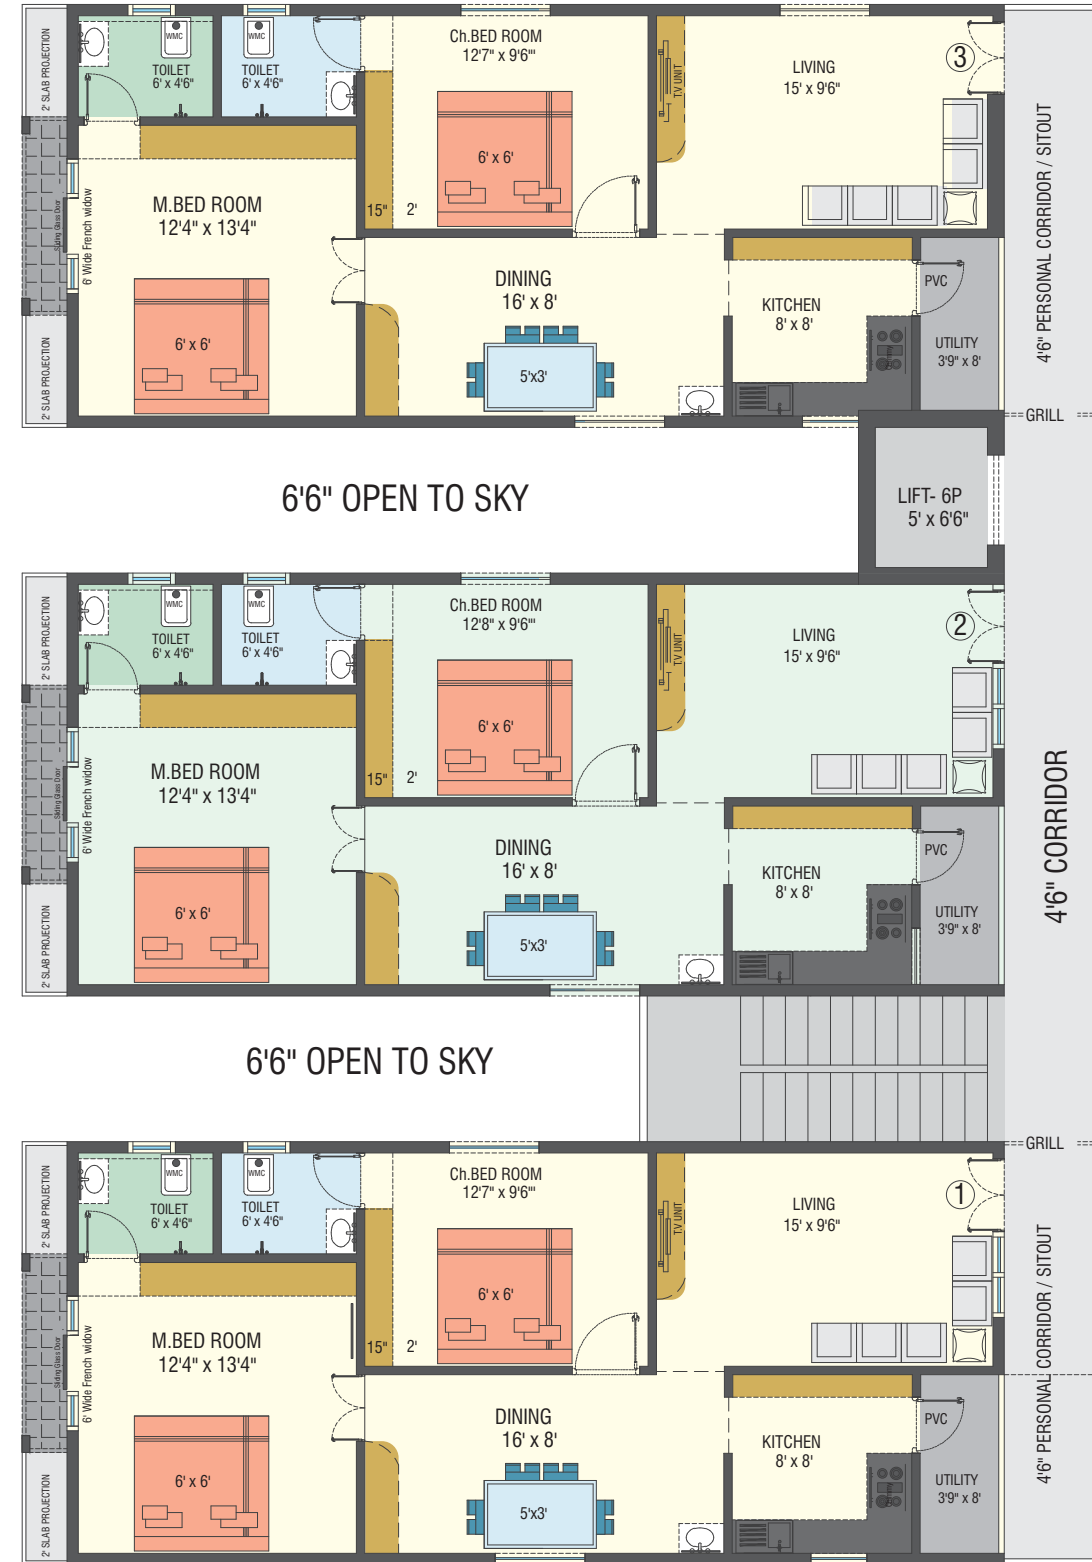 2' SLAB PROJECTION
WMC
TOILET
6' x 4'6"
WMC
TOILET
6' x 4'6"
Ch.BED ROOM
12'7" x 9'6"'
6' x 6'
15"
2'
T.V UNIT
LIVING
15' x 9'6"
3
4'6" PERSONAL CORRIDOR / SITOUT
Sliding Glass Door
6' Wide French widow
M.BED ROOM
12'4" x 13'4"
6' x 6'
2' SLAB PROJECTION
DINING
16' x 8'
5'x3'
KITCHEN
8' x 8'
PVC
UTILITY
3'9" x 8'
GRILL
6'6" OPEN TO SKY
LIFT- 6P
5' x 6'6"
2' SLAB PROJECTION
WMC
TOILET
6' x 4'6"
WMC
TOILET
6' x 4'6"
Ch.BED ROOM
12'8" x 9'6"'
6' x 6'
15"
2'
T.V UNIT
LIVING
15' x 9'6"
2
4'6" CORRIDOR
Sliding Glass Door
6' Wide French widow
M.BED ROOM
12'4" x 13'4"
6' x 6'
2' SLAB PROJECTION
DINING
16' x 8'
5'x3'
KITCHEN
8' x 8'
PVC
UTILITY
3'9" x 8'
6'6" OPEN TO SKY
GRILL
2' SLAB PROJECTION
WMC
TOILET
6' x 4'6"
WMC
TOILET
6' x 4'6"
Ch.BED ROOM
12'7" x 9'6"'
6' x 6'
15"
2'
T.V UNIT
LIVING
15' x 9'6"
1
4'6" PERSONAL CORRIDOR / SITOUT
Sliding Glass Door
6' Wide French widow
M.BED ROOM
12'4" x 13'4"
6' x 6'
2' SLAB PROJECTION
DINING
16' x 8'
5'x3'
KITCHEN
8' x 8'
PVC
UTILITY
3'9" x 8'